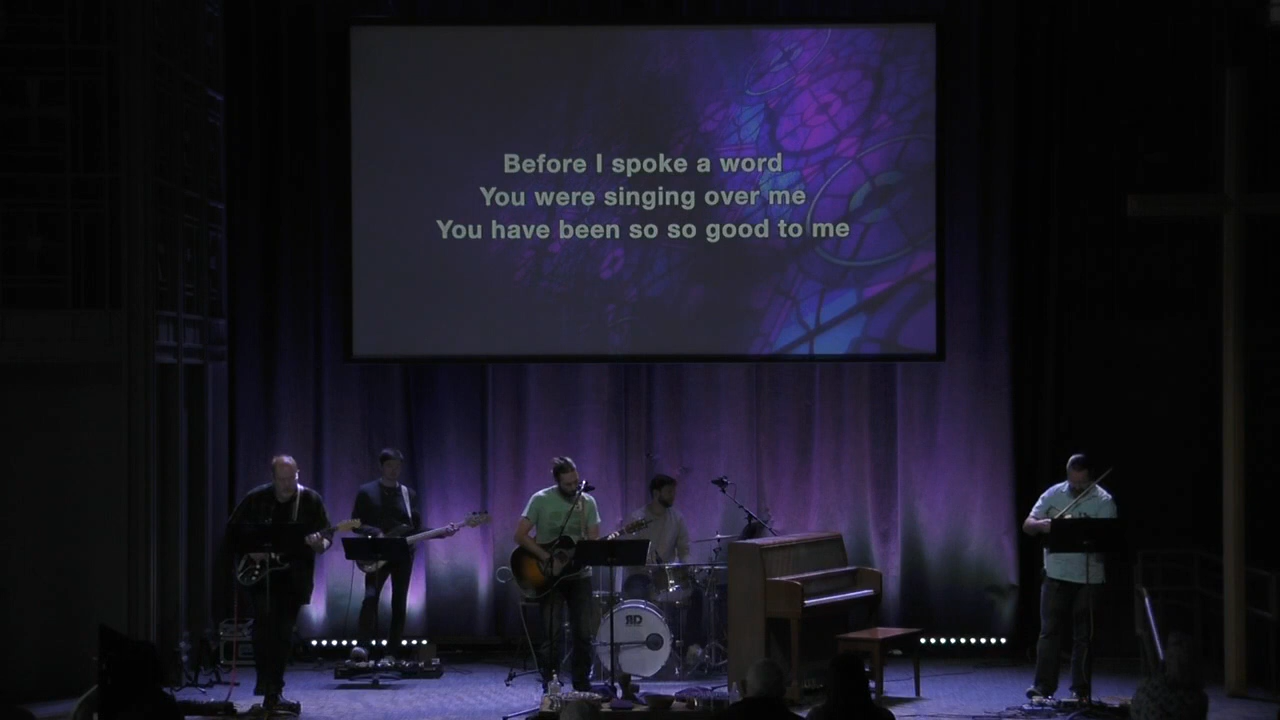 Before I spoke a word
You were singing over me
You have been so so good to me